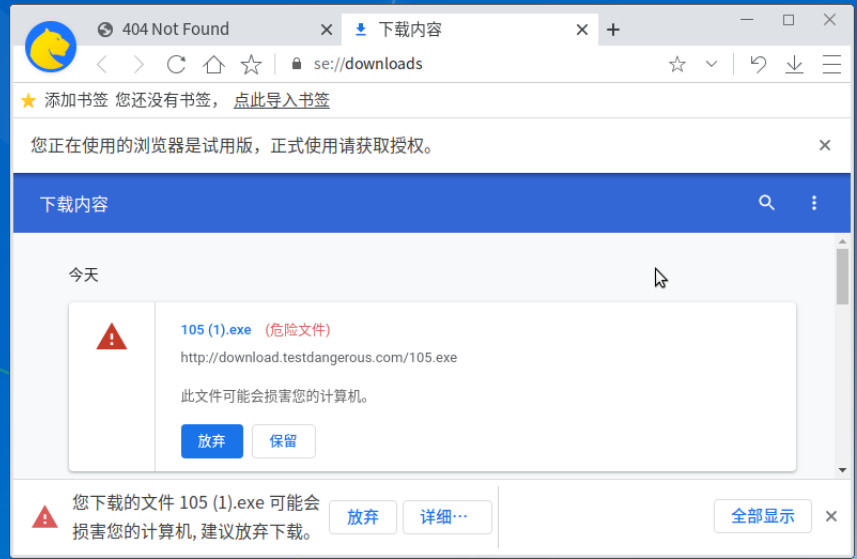 404 Not Found
下载内容
se://downloads
添加书签 您还没有书签， 点此导入书签
您正在使用的浏览器是试用版，正式使用请获取授权。
下载内容
今天
105 (1).exe (危险文件)
http://download.testdangerous.com/105.exe
此文件可能会损害您的计算机。
放弃 保留
您下载的文件 105 (1).exe 可能会
损害您的计算机, 建议放弃下载。
放弃 详细… 全部显示